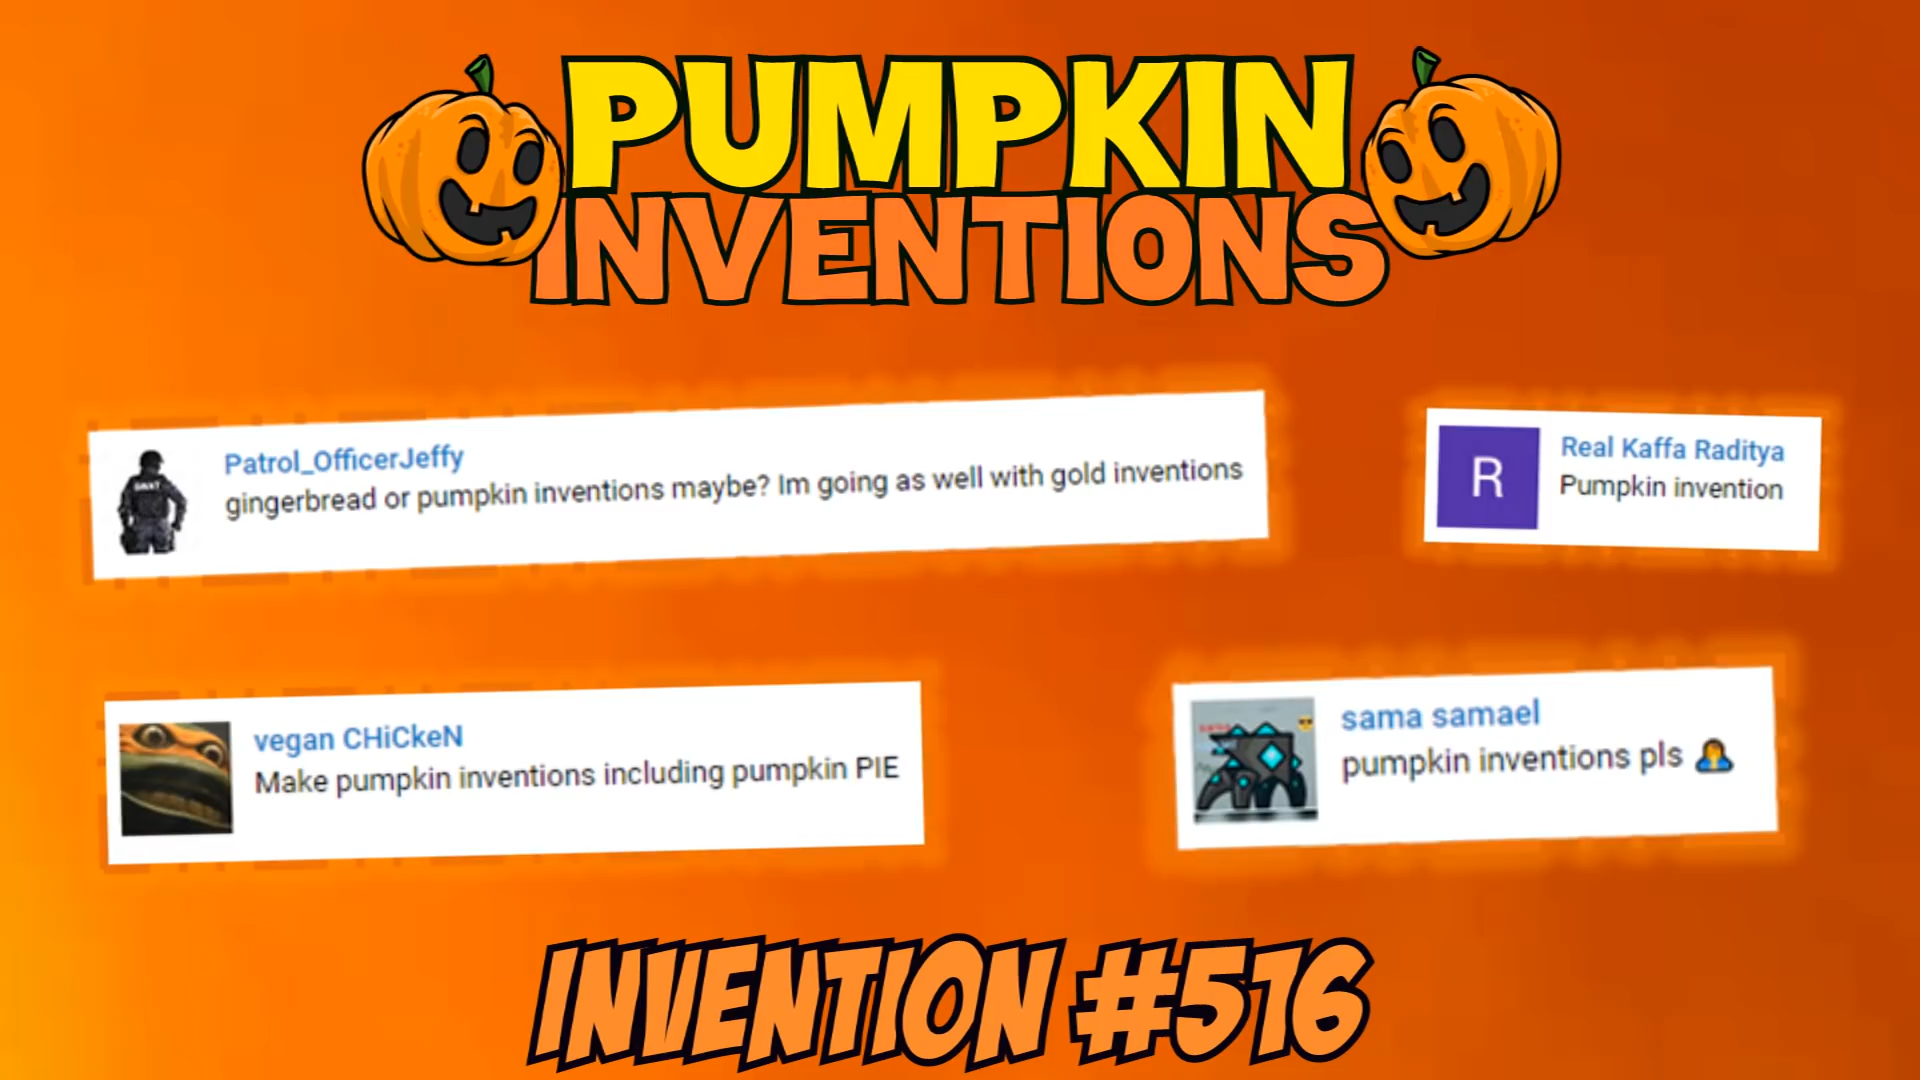 PUMPKIN
INVENTIONS
Patrol_OfficerJeffy
gingerbread or pumpkin inventions maybe? Im going as well with gold inventions
R
Real Kaffa Raditya
Pumpkin invention
vegan CHiCkeN
Make pumpkin inventions including pumpkin PIE
sama samael
pumpkin inventions pls 🤦‍♂️
INVENTION #516